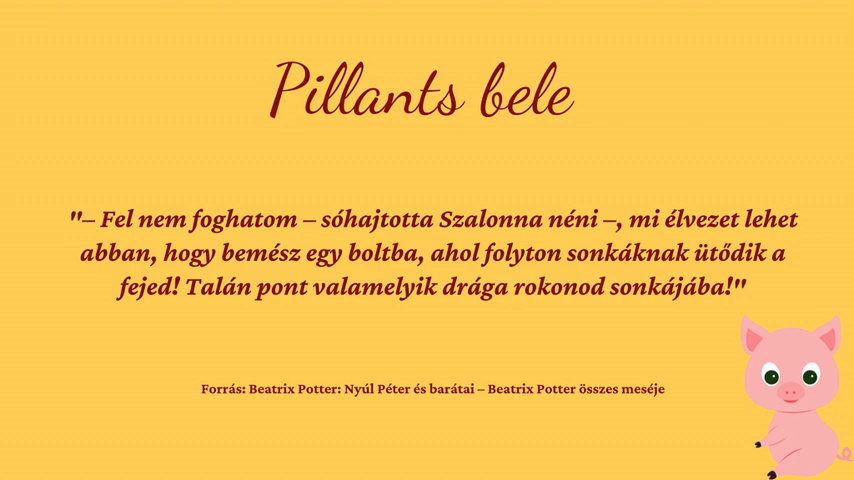 Pillants bele
"– Fel nem foghatom – sóhajtotta Szalonna néni –, mi élvezet lehet
abban, hogy bemész egy boltba, ahol folyton sonkáknak ütődik a
fejed! Talán pont valamelyik drága rokonod sonkájába!"
Forrás: Beatrix Potter: Nyúl Péter és barátai – Beatrix Potter összes meséje